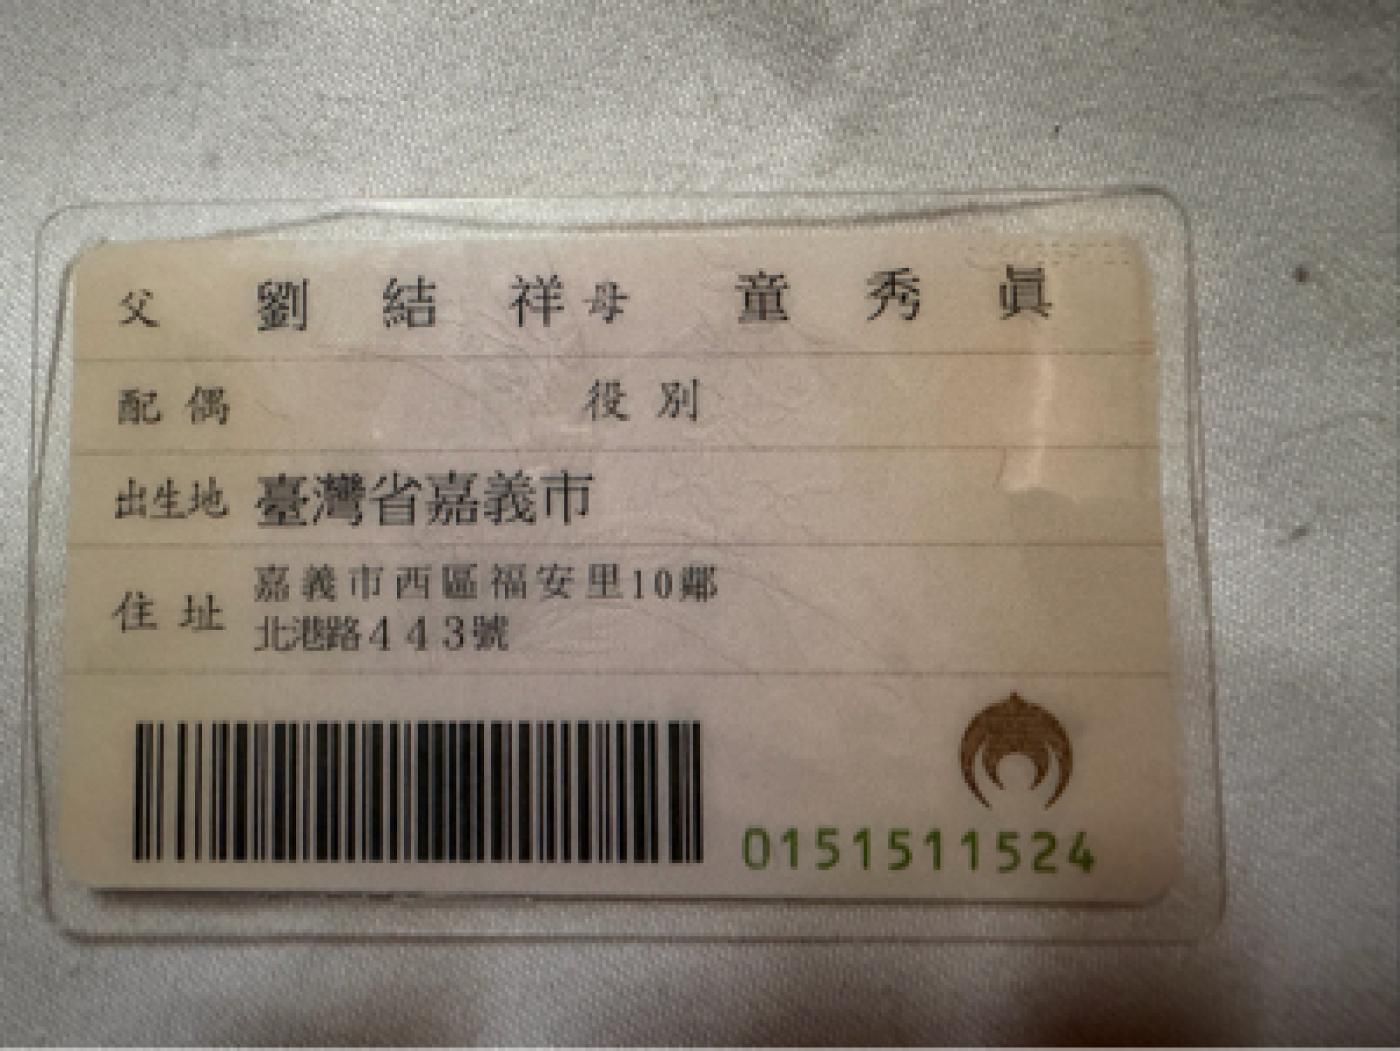 父 劉結祥 母 童秀眞
配偶 役別
出生地 臺灣省嘉義市
住址 嘉義市西區福安里10鄰
北港路443號
0151511524